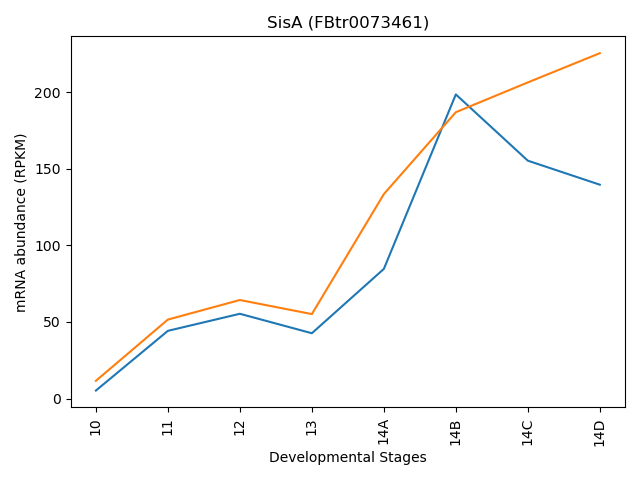 SisA (FBtr0073461)
mRNA abundance (RPKM)
200
150
100
50
0
10
11
12
13
14A
14B
14C
14D
Developmental Stages